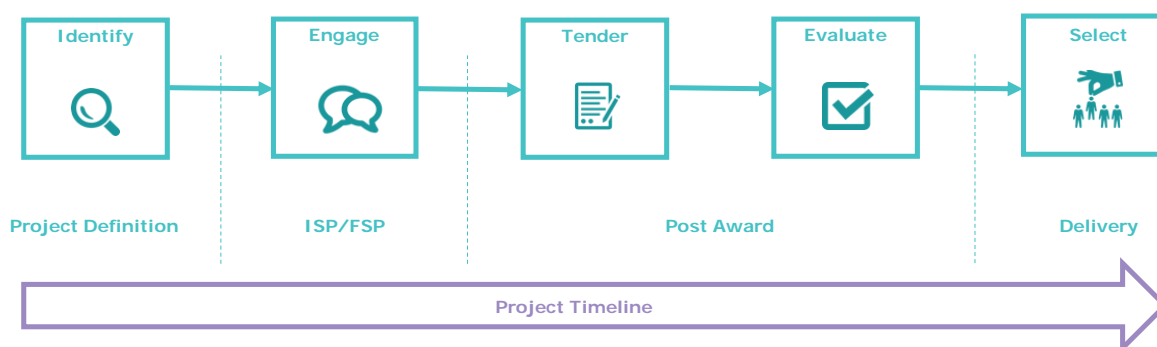 Identify
Engage
Tender
Evaluate
Select
Project Definition
ISP/FSP
Post Award
Delivery
Project Timeline